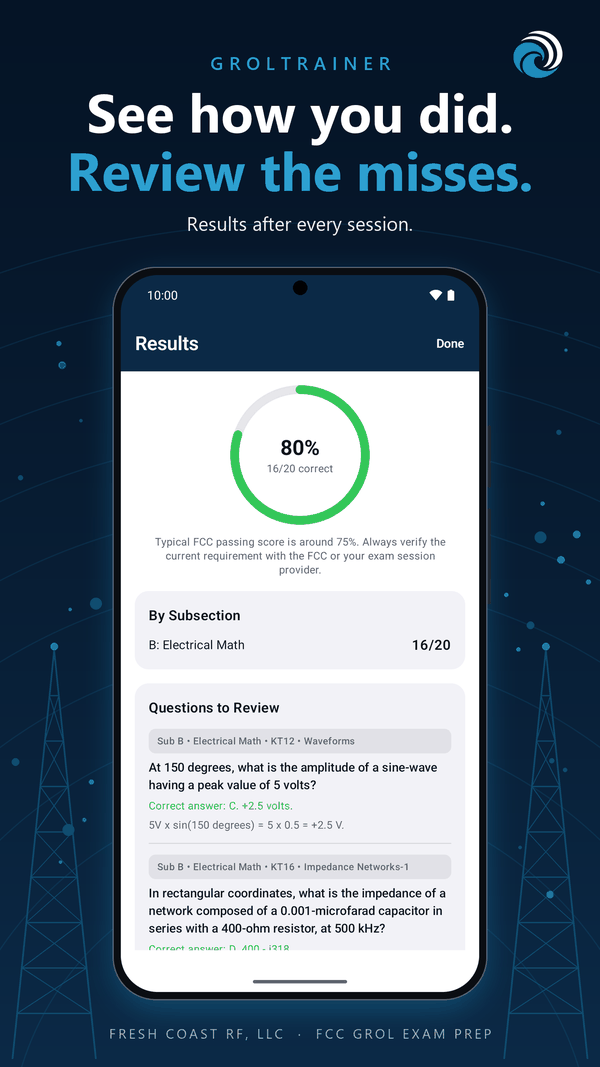 GROLTRAINER
See how you did.
Review the misses.
Results after every session.
10:00
Results
Done
80%
16/20 correct
Typical FCC passing score is around 75%. Always verify the
current requirement with the FCC or your exam session
provider.
By Subsection
B: Electrical Math
16/20
Questions to Review
Sub B • Electrical Math • KT12 • Waveforms
At 150 degrees, what is the amplitude of a sine-wave
having a peak value of 5 volts?
Correct answer: C. +2.5 volts.
5V x sin(150 degrees) = 5 x 0.5 = +2.5 V.
Sub B • Electrical Math • KT16 • Impedance Networks-1
In rectangular coordinates, what is the impedance of a
network composed of a 0.001-microfarad capacitor in
series with a 400-ohm resistor, at 500 kHz?
Correct answer: D. 400 - j318
FRESH COAST RF, LLC · FCC GROL EXAM PREP